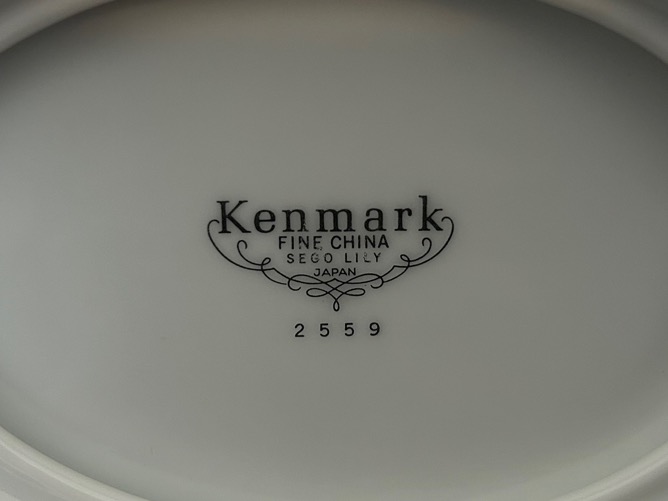 Kenmark
FINE CHINA
SEGO LILY
JAPAN
2559